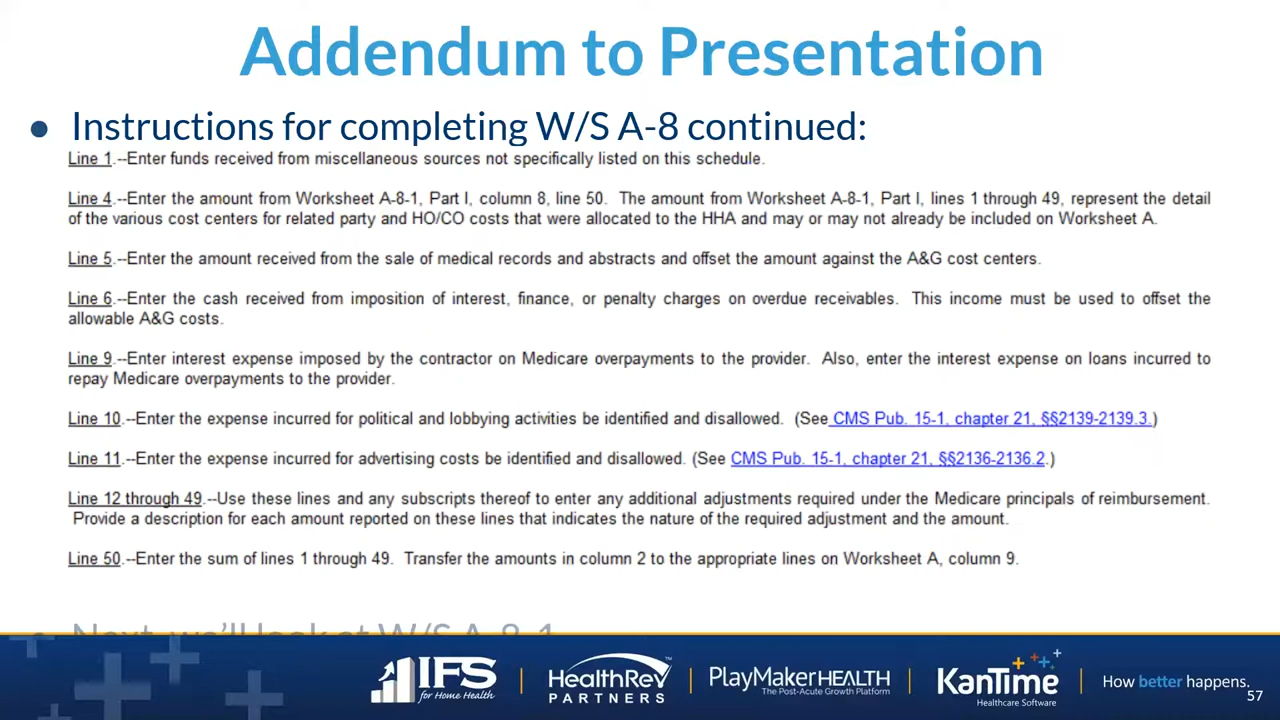 Addendum to Presentation
● Instructions for completing W/S A-8 continued:
Line 1.--Enter funds received from miscellaneous sources not specifically listed on this schedule.
Line 4.--Enter the amount from Worksheet A-8-1, Part I, column 8, line 50. The amount from Worksheet A-8-1, Part I, lines 1 through 49, represent the detail
of the various cost centers for related party and HO/CO costs that were allocated to the HHA and may or may not already be included on Worksheet A.
Line 5.--Enter the amount received from the sale of medical records and abstracts and offset the amount against the A&G cost centers.
Line 6.--Enter the cash received from imposition of interest, finance, or penalty charges on overdue receivables. This income must be used to offset the
allowable A&G costs.
Line 9.--Enter interest expense imposed by the contractor on Medicare overpayments to the provider. Also, enter the interest expense on loans incurred to
repay Medicare overpayments to the provider.
Line 10.--Enter the expense incurred for political and lobbying activities be identified and disallowed. (See CMS Pub. 15-1, chapter 21, §§2139-2139.3.)
Line 11.--Enter the expense incurred for advertising costs be identified and disallowed. (See CMS Pub. 15-1, chapter 21, §§2136-2136.2.)
Line 12 through 49.--Use these lines and any subscripts thereof to enter any additional adjustments required under the Medicare principals of reimbursement.
Provide a description for each amount reported on these lines that indicates the nature of the required adjustment and the amount.
Line 50.--Enter the sum of lines 1 through 49. Transfer the amounts in column 2 to the appropriate lines on Worksheet A, column 9.
● Next, we'll look at W/S A-8-1
IFS
for Home Health
HealthRev™
PARTNERS
PlayMakerHEALTH
The Post-Acute Growth Platform
KanTime
Healthcare Software
How better happens.
57